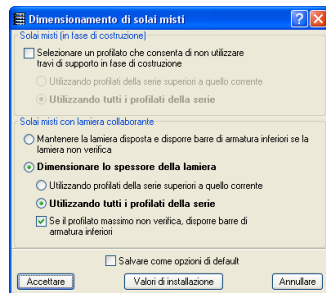 Dimensionamento di solai misti
Solai misti (in fase di costruzione)
Selezionare un profilato che consenta di non utilizzare
travi di supporto in fase di costruzione
Utilizzando profilati della serie superiori a quello corrente
Utilizzando tutti i profilati della serie
Solai misti con lamiera collaborante
Mantenere la lamiera disposta e disporre barre di armatura inferiori se la
lamiera non verifica
Dimensionare lo spessore della lamiera
Utilizzando profilati della serie superiori a quello corrente
Utilizzando tutti i profilati della serie
Se il profilato massimo non verifica, disporre barre di
armatura inferiori
Salvare come opzioni di default
Accettare
Valori di installazione
Annullare